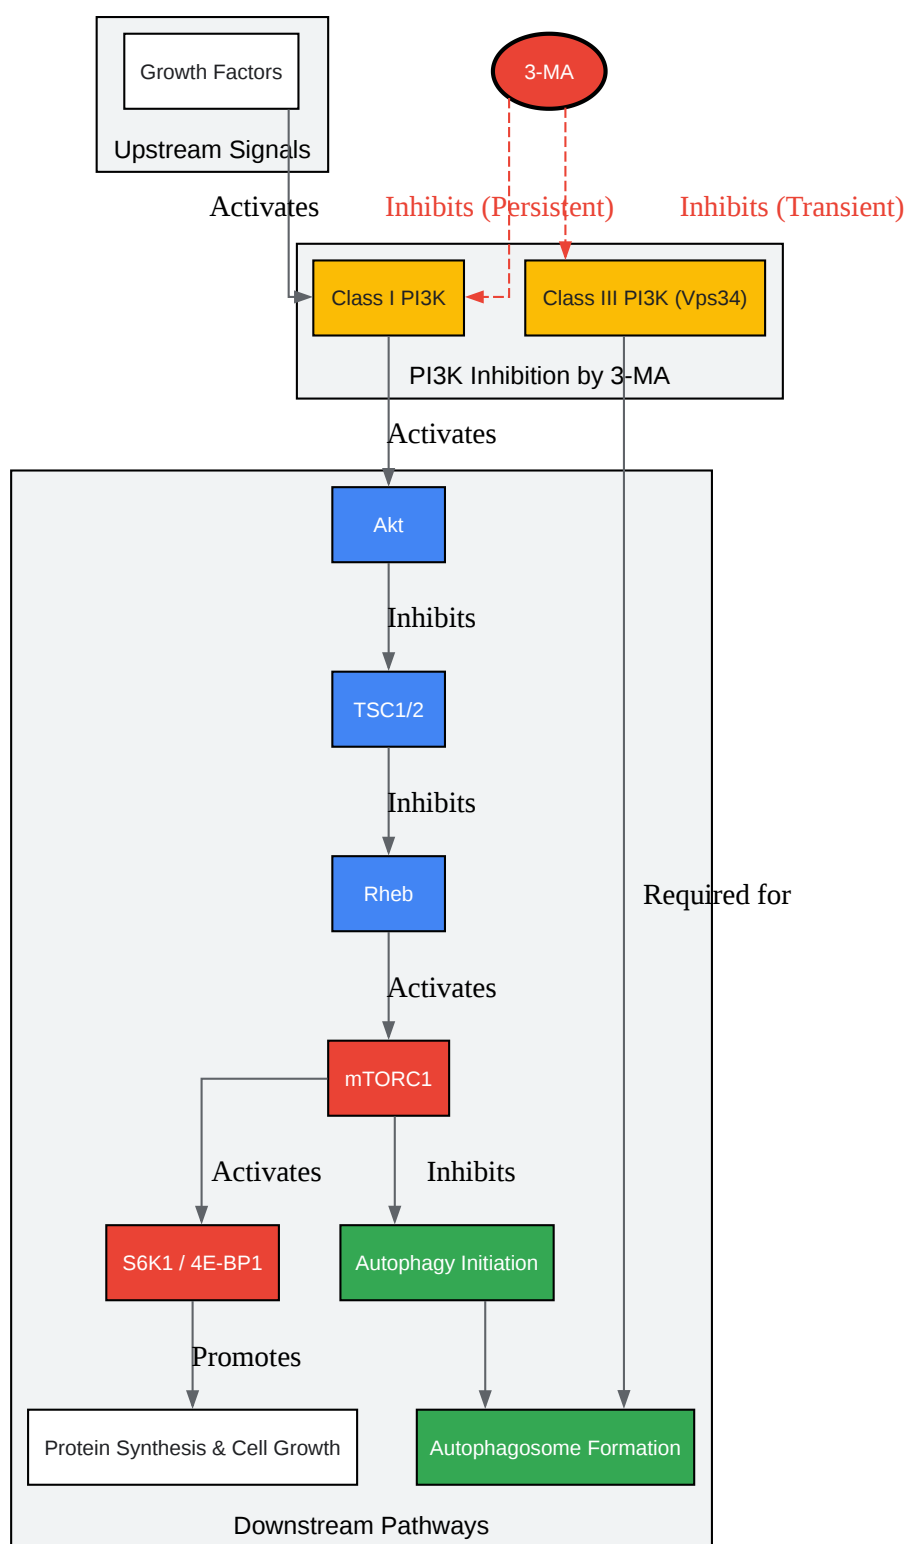 Growth Factors
3-MA
Upstream Signals
Activates
Inhibits (Persistent)
Inhibits (Transient)
Class I PI3K
Class III PI3K (Vps34)
PI3K Inhibition by 3-MA
Activates
Akt
Inhibits
TSC1/2
Inhibits
Rheb
Required for
Activates
mTORC1
Activates
Inhibits
S6K1 / 4E-BP1
Autophagy Initiation
Promotes
Protein Synthesis & Cell Growth
Autophagosome Formation
Downstream Pathways